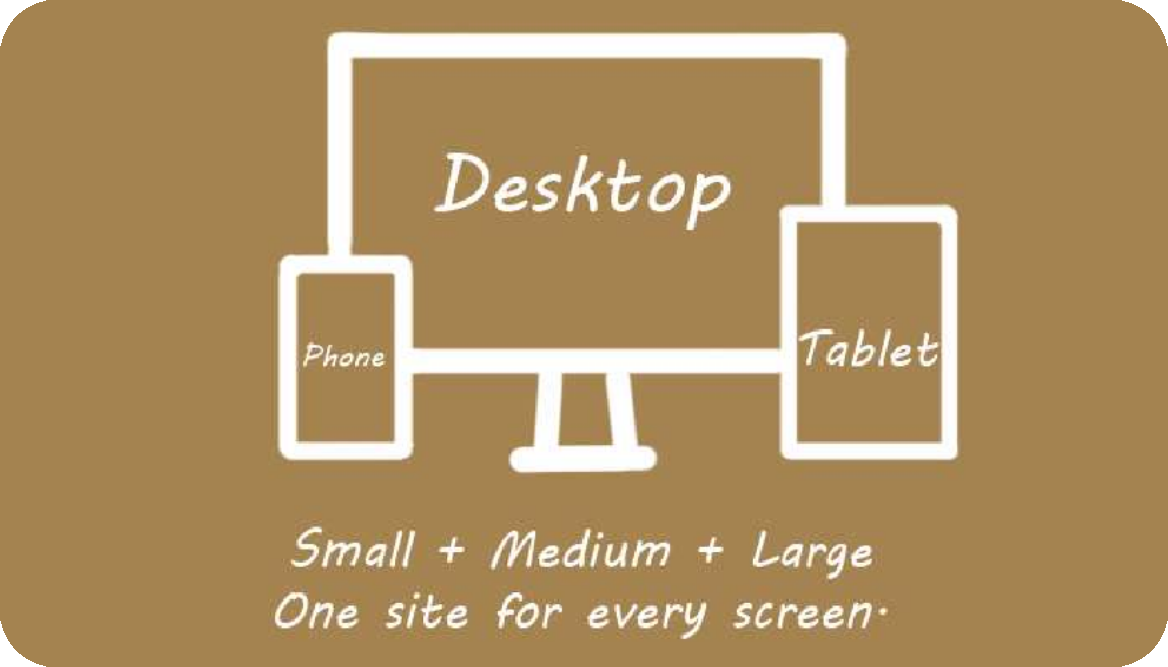 Desktop
Phone
Tablet
Small + Medium + Large
One site for every screen.